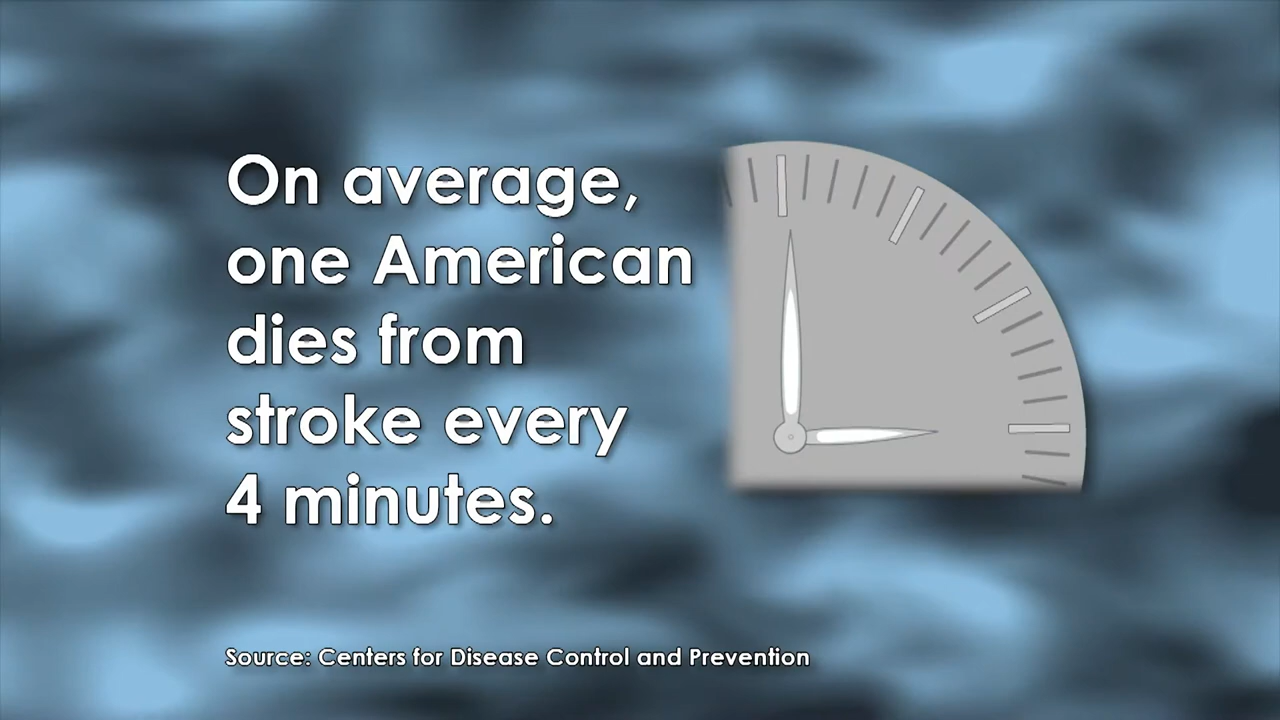 On average,
one American
dies from
stroke every
4 minutes.
Source: Centers for Disease Control and Prevention